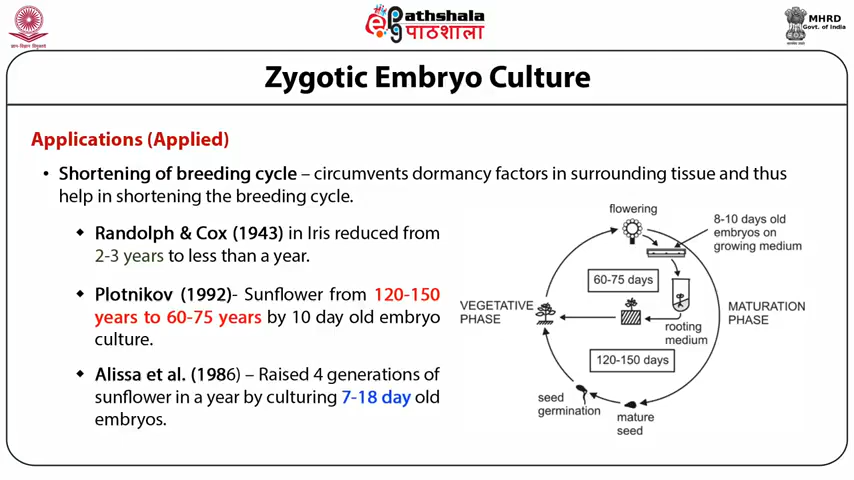 ePathshala
पाठशाला
MHRD
Govt. of India
Zygotic Embryo Culture
Applications (Applied)
• Shortening of breeding cycle – circumvents dormancy factors in surrounding tissue and thus
help in shortening the breeding cycle.
◆ Randolph & Cox (1943) in Iris reduced from
2-3 years to less than a year.
◆ Plotnikov (1992)- Sunflower from 120-150
years to 60-75 years by 10 day old embryo
culture.
◆ Alissa et al. (1986) – Raised 4 generations of
sunflower in a year by culturing 7-18 day old
embryos.
flowering
8-10 days old
embryos on
growing medium
60-75 days
VEGETATIVE
PHASE
MATURATION
PHASE
rooting
medium
120-150 days
seed
germination
mature
seed